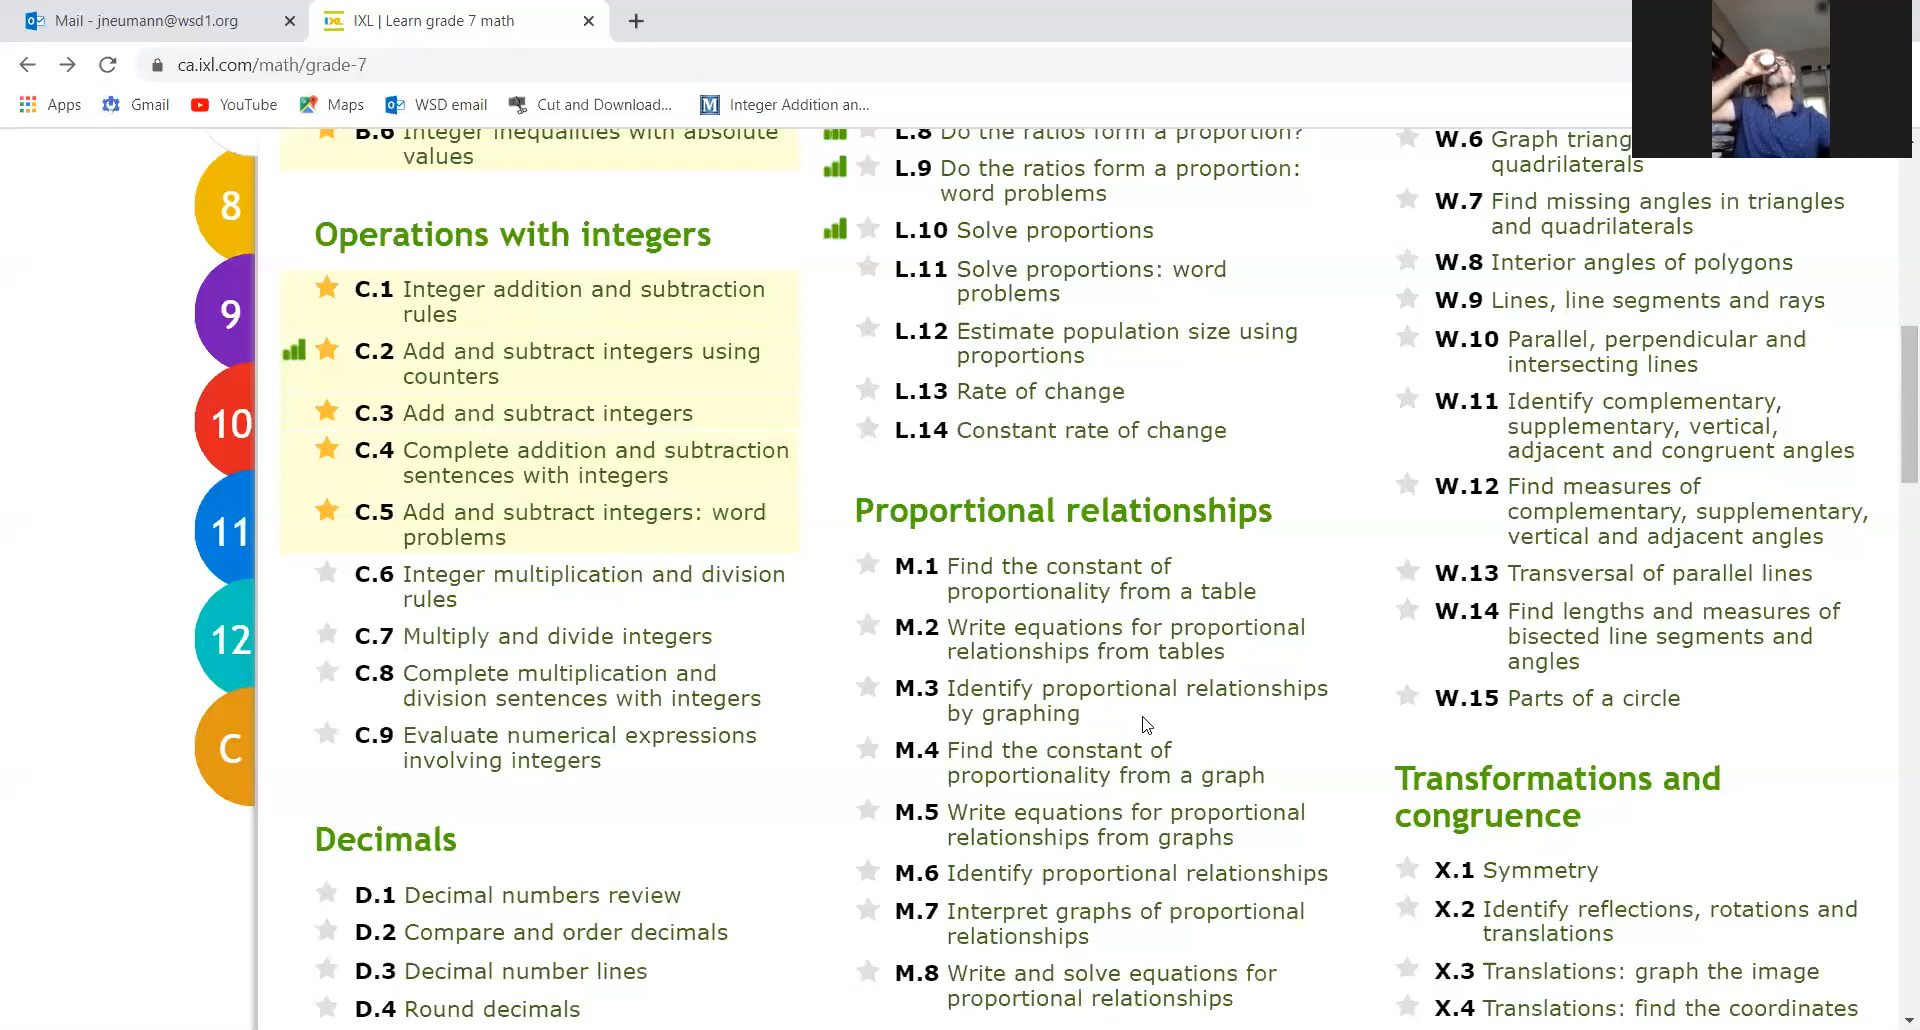 Mail - jneumann@wsd1.org
IXL | Learn grade 7 math
ca.ixl.com/math/grade-7
Apps
Gmail
YouTube
Maps
WSD email
Cut and Download...
Integer Addition an...
8
9
10
11
12
C
B.6 Integer inequalities with absolute
values
Operations with integers
C.1 Integer addition and subtraction
rules
C.2 Add and subtract integers using
counters
C.3 Add and subtract integers
C.4 Complete addition and subtraction
sentences with integers
C.5 Add and subtract integers: word
problems
C.6 Integer multiplication and division
rules
C.7 Multiply and divide integers
C.8 Complete multiplication and
division sentences with integers
C.9 Evaluate numerical expressions
involving integers
Decimals
D.1 Decimal numbers review
D.2 Compare and order decimals
D.3 Decimal number lines
D.4 Round decimals
L.8 Do the ratios form a proportion?
L.9 Do the ratios form a proportion:
word problems
L.10 Solve proportions
L.11 Solve proportions: word
problems
L.12 Estimate population size using
proportions
L.13 Rate of change
L.14 Constant rate of change
Proportional relationships
M.1 Find the constant of
proportionality from a table
M.2 Write equations for proportional
relationships from tables
M.3 Identify proportional relationships
by graphing
M.4 Find the constant of
proportionality from a graph
M.5 Write equations for proportional
relationships from graphs
M.6 Identify proportional relationships
M.7 Interpret graphs of proportional
relationships
M.8 Write and solve equations for
proportional relationships
W.6 Graph triang
quadrilaterals
W.7 Find missing angles in triangles
and quadrilaterals
W.8 Interior angles of polygons
W.9 Lines, line segments and rays
W.10 Parallel, perpendicular and
intersecting lines
W.11 Identify complementary,
supplementary, vertical,
adjacent and congruent angles
W.12 Find measures of
complementary, supplementary,
vertical and adjacent angles
W.13 Transversal of parallel lines
W.14 Find lengths and measures of
bisected line segments and
angles
W.15 Parts of a circle
Transformations and
congruence
X.1 Symmetry
X.2 Identify reflections, rotations and
translations
X.3 Translations: graph the image
X.4 Translations: find the coordinates